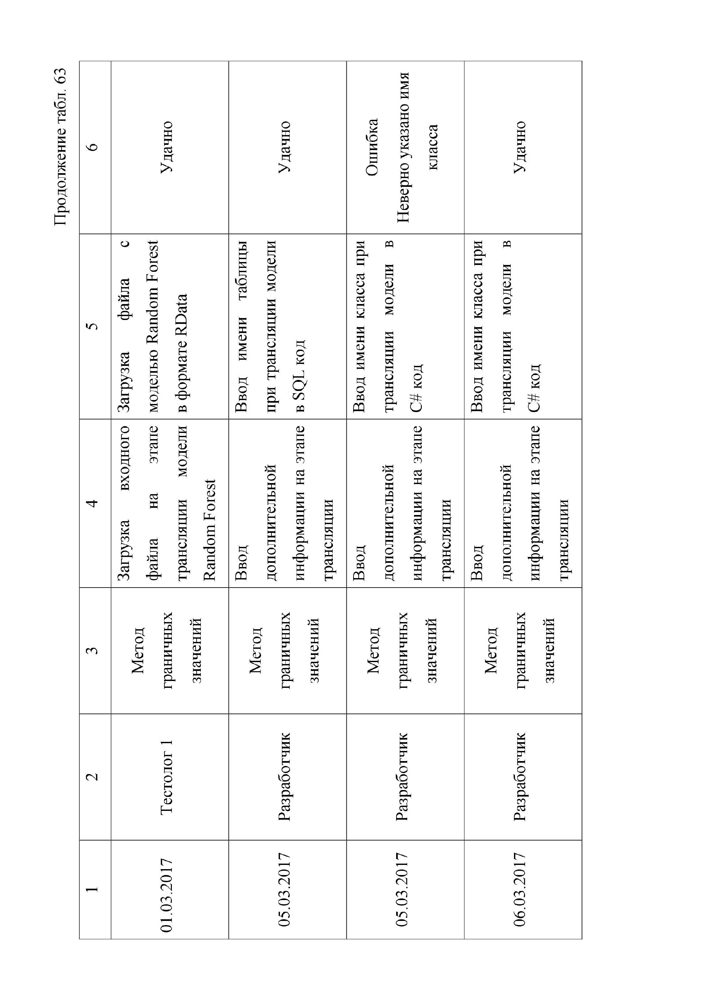 Продолжение табл. 63
1
2
3
4
5
6
01.03.2017
Тестолог 1
Метод
граничных
значений
Загрузка входного
файла на этапе
трансляции модели
Random Forest
Загрузка файла с
моделью Random Forest
в формате RData
Удачно
05.03.2017
Разработчик
Метод
граничных
значений
Ввод
дополнительной
информации на этапе
трансляции
Ввод имени таблицы
при трансляции модели
в SQL код
Удачно
05.03.2017
Разработчик
Метод
граничных
значений
Ввод
дополнительной
информации на этапе
трансляции
Ввод имени класса при
трансляции модели в
C# код
Ошибка
Неверно указано имя
класса
06.03.2017
Разработчик
Метод
граничных
значений
Ввод
дополнительной
информации на этапе
трансляции
Ввод имени класса при
трансляции модели в
C# код
Удачно